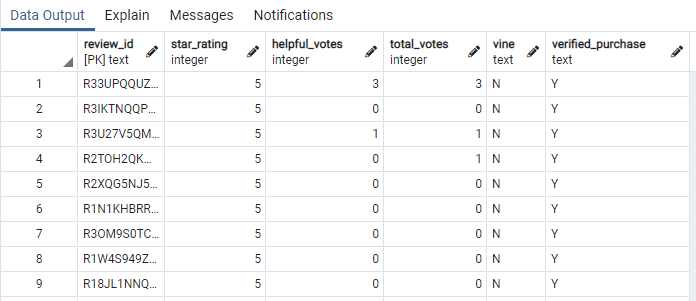 Data Output Explain Messages Notifications
review_id star_rating helpful_votes total_votes vine verified_purchase
[PK] text integer integer integer text text
1 R33UPQQUZ... 5 3 3 N Y
2 R3IKTNQQP... 5 0 0 N Y
3 R3U27V5QM... 5 1 1 N Y
4 R2TOH2QK... 5 0 1 N Y
5 R2XQG5NJ5... 5 0 0 N Y
6 R1N1KHBRR... 5 0 0 N Y
7 R3OM9S0TC... 5 0 0 N Y
8 R1W4S949Z... 5 0 0 N Y
9 R18JL1NNQ... 5 0 0 N Y